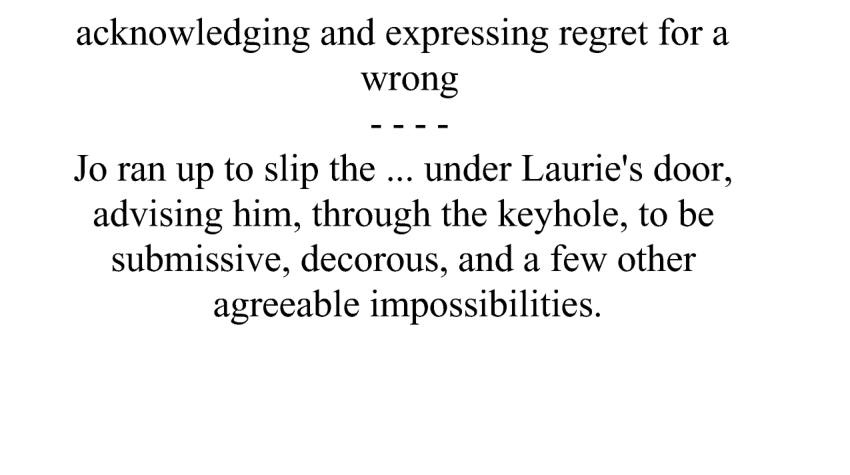 acknowledging and expressing regret for a
wrong
- - - -
Jo ran up to slip the ... under Laurie's door,
advising him, through the keyhole, to be
submissive, decorous, and a few other
agreeable impossibilities.